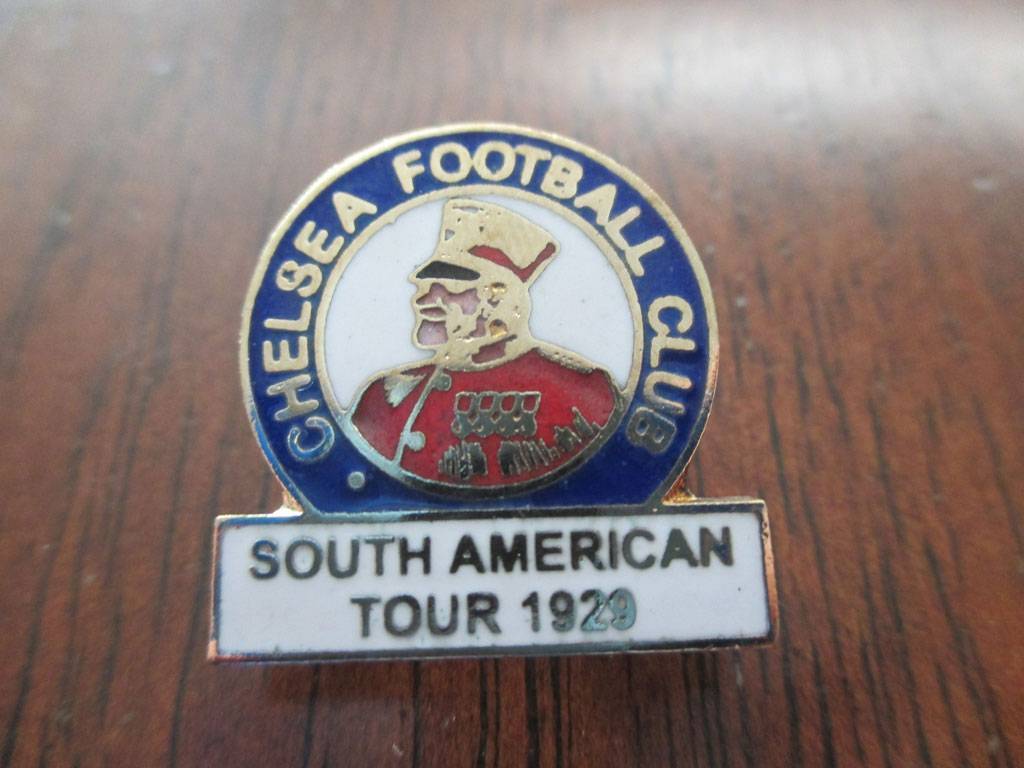 CHELSEA FOOTBALL CLUB
SOUTH AMERICAN
TOUR 1929